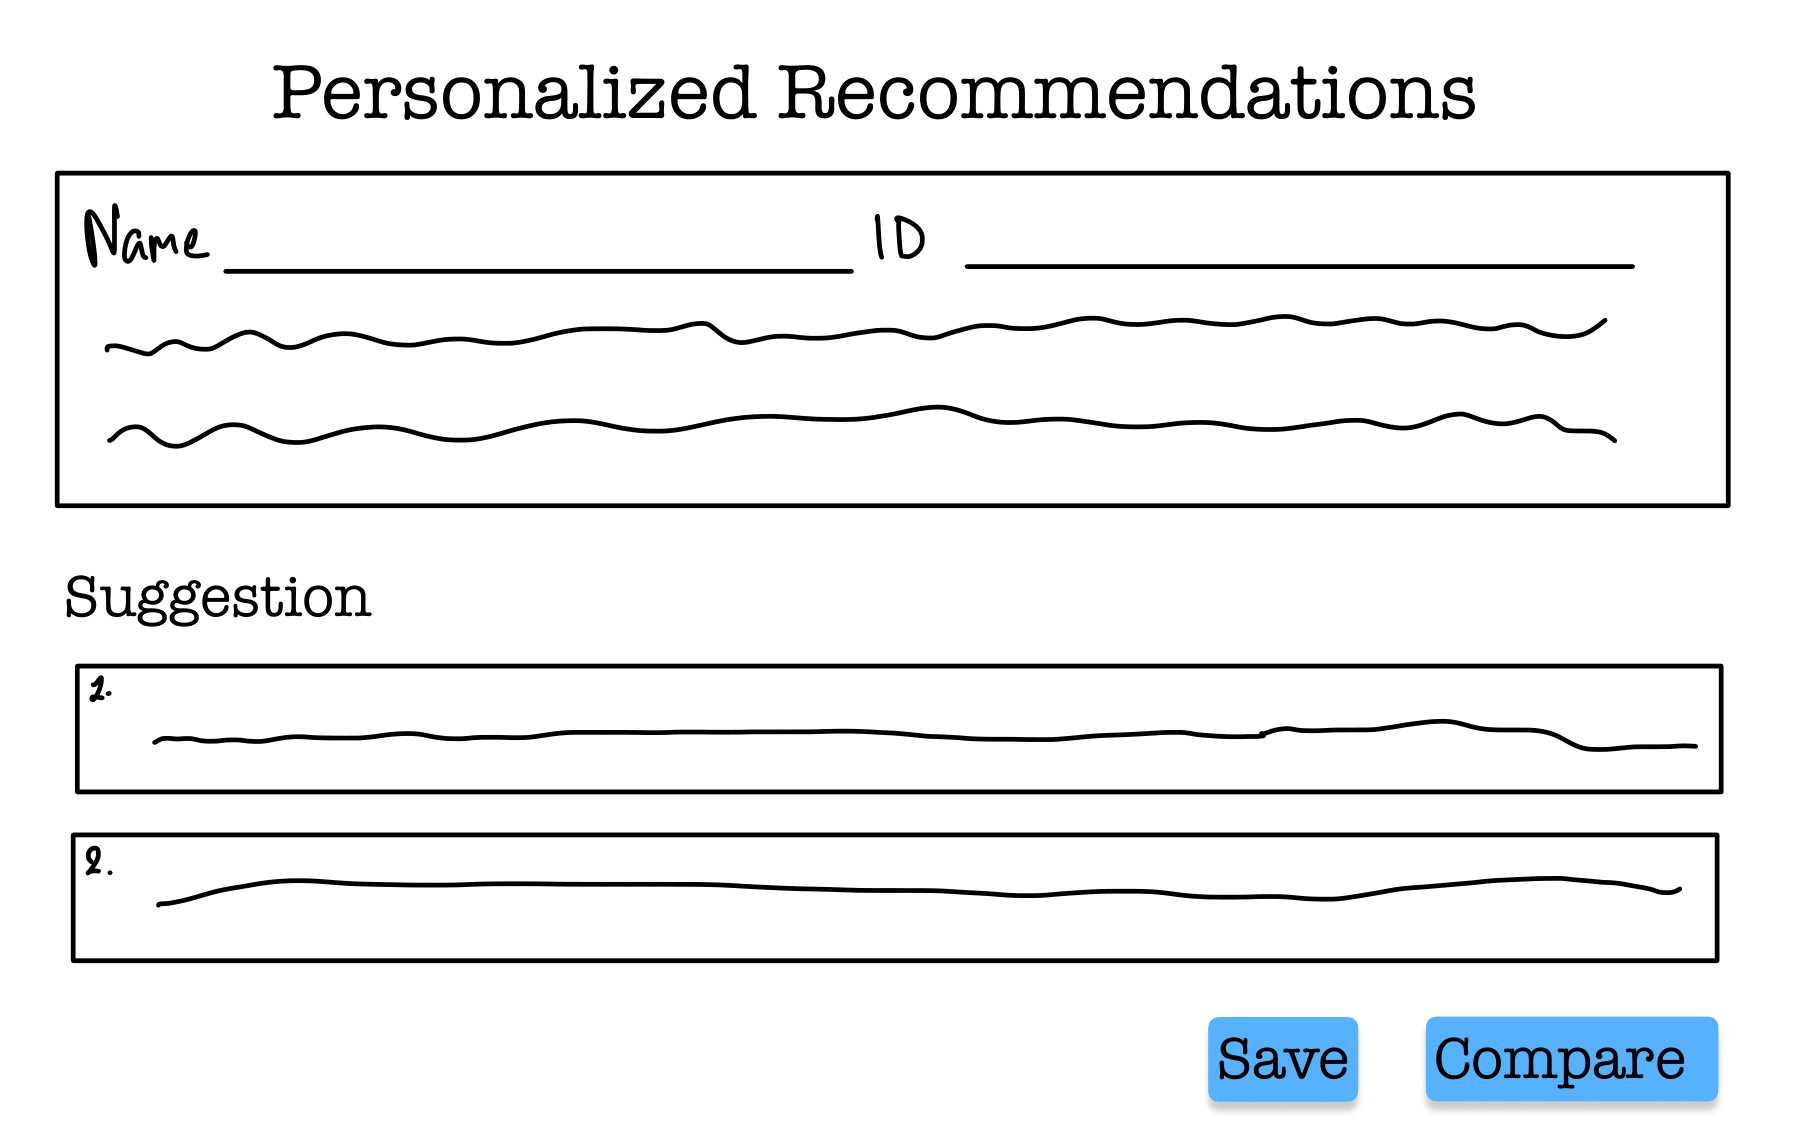 Personalized Recommendations
Name ID
Suggestion
1.
2.
Save Compare